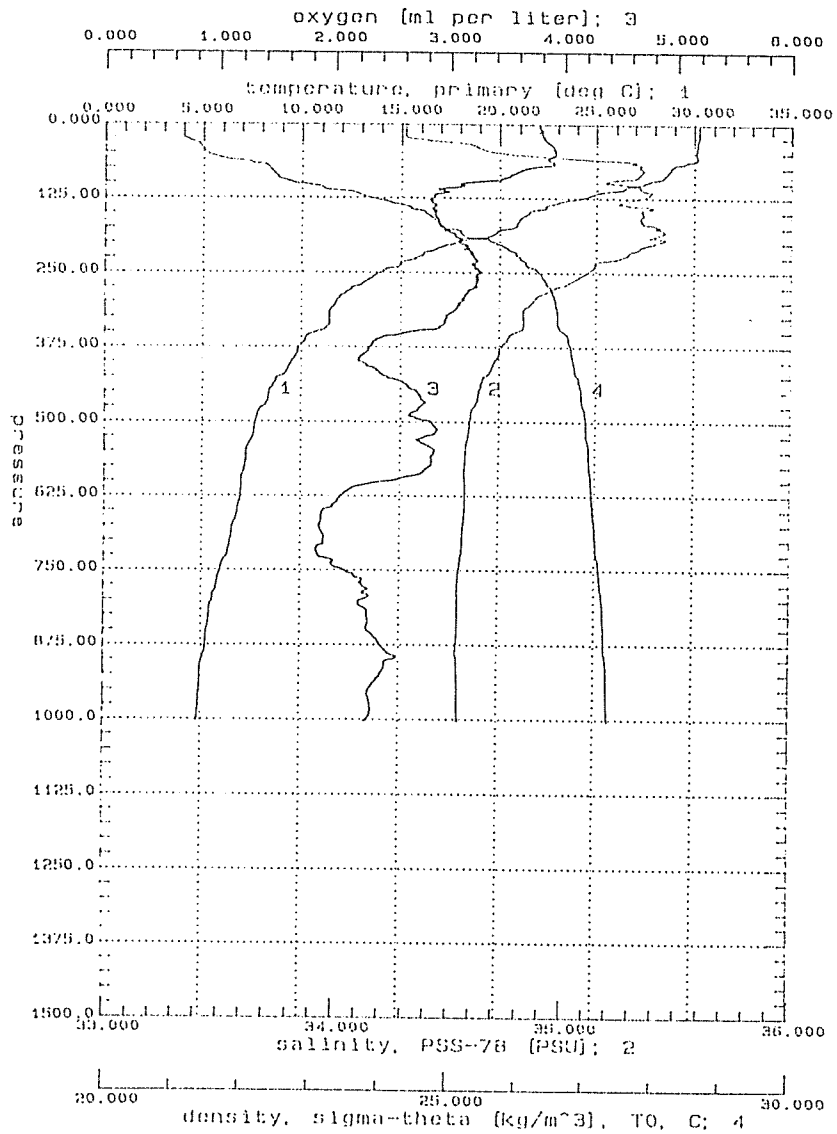 oxygen [ml per liter]; 3
0.000 1.000 2.000 3.000 4.000 5.000 6.000
temperature, primary [deg C]; 1
0.000 5.000 10.000 15.000 20.000 25.000 30.000 35.000
0.000
125.00
250.00
375.00
1 3 2 4
500.00
pressure
625.00
750.00
875.00
1000.0
1125.0
1250.0
1375.0
1500.0
33.000 34.000 35.000 36.000
salinity, PSS-78 [PSU]; 2
20.000 25.000 30.000
density, sigma-theta [kg/m^3], T0, C; 4